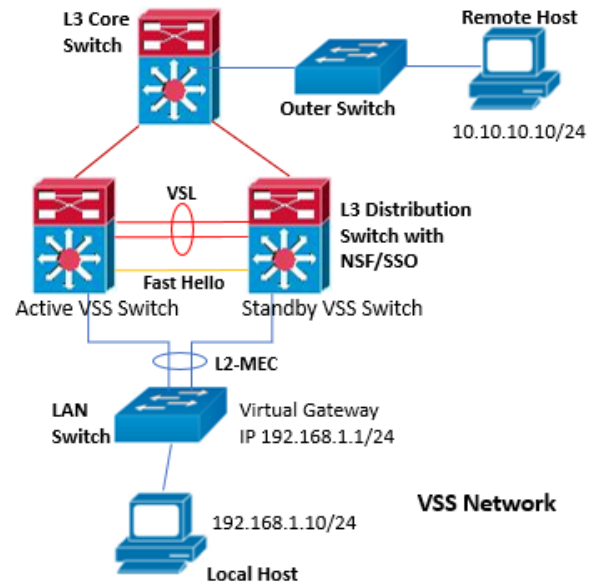 L3 Core
Switch
Remote Host
Outer Switch
10.10.10.10/24
VSL
L3 Distribution
Switch with
NSF/SSO
Fast Hello
Active VSS Switch
Standby VSS Switch
L2-MEC
LAN
Switch
Virtual Gateway
IP 192.168.1.1/24
192.168.1.10/24
VSS Network
Local Host